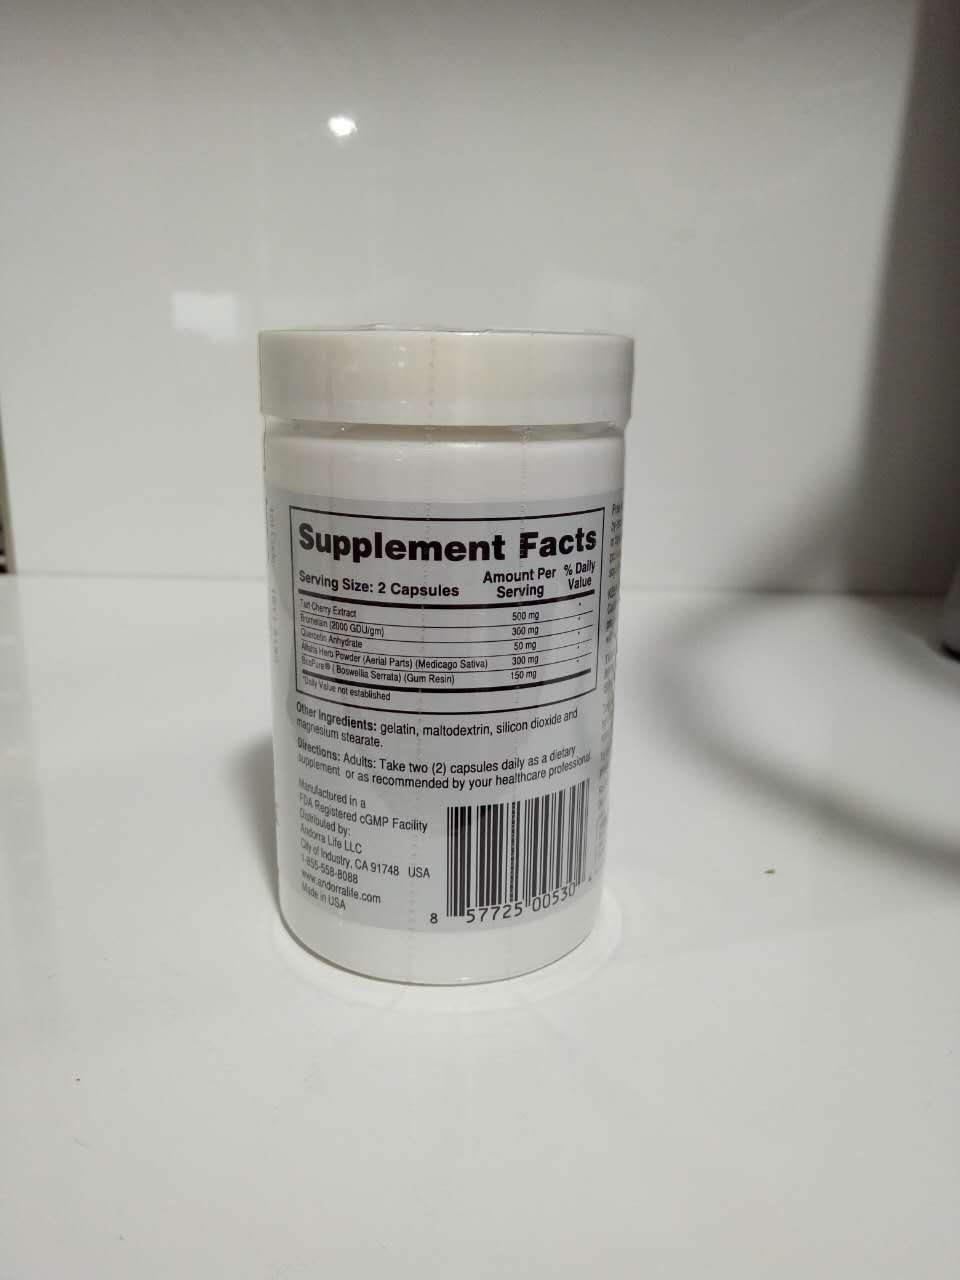 Supplement Facts
Serving Size: 2 Capsules
Amount Per Serving
% Daily Value
Tart Cherry Extract 500 mg *
Bromelain (2000 GDU/gm) 300 mg *
Quercetin Anhydrate 50 mg *
Alfalfa Herb Powder (Aerial Parts) (Medicago Sativa) 300 mg *
(Boswellia Serrata) (Gum Resin) 150 mg
*Daily Value not established
Other Ingredients: gelatin, maltodextrin, silicon dioxide and
magnesium stearate.
Directions: Adults: Take two (2) capsules daily as a dietary
supplement or as recommended by your healthcare professional.
Manufactured in a
FDA Registered cGMP Facility
Distributed by:
Andorra Life LLC
City of Industry, CA 91748 USA
1-855-558-8088
www.andorralife.com
Made in USA
8 57725 00530